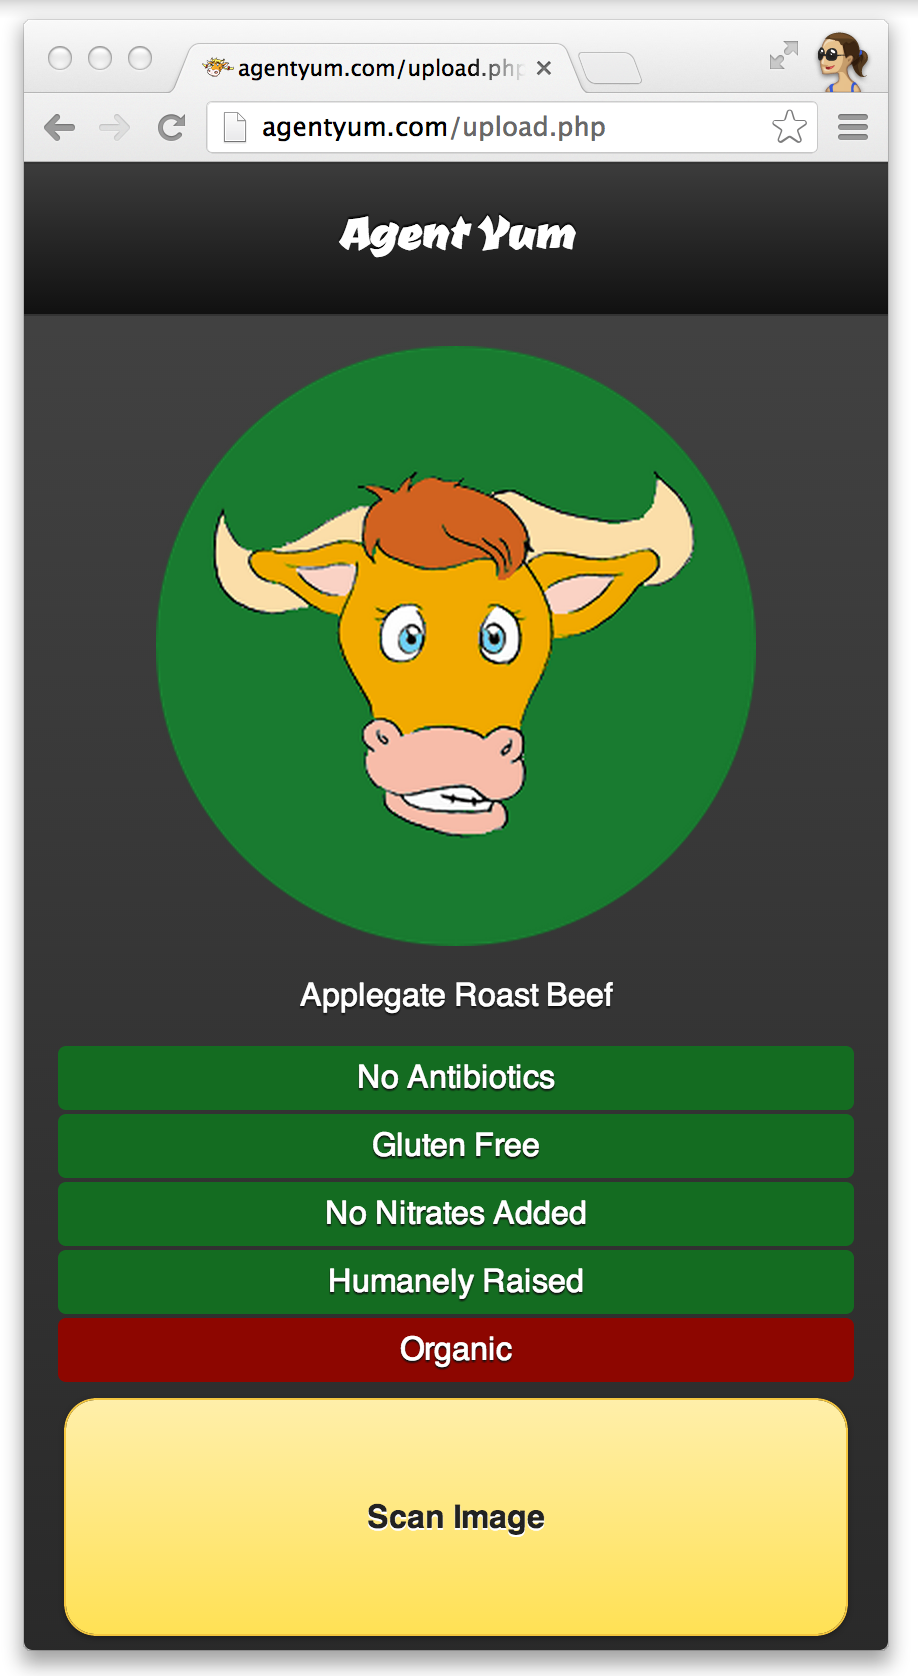 agentyum.com/upload.php
agentyum.com/upload.php
Agent Yum
Applegate Roast Beef
No Antibiotics
Gluten Free
No Nitrates Added
Humanely Raised
Organic
Scan Image